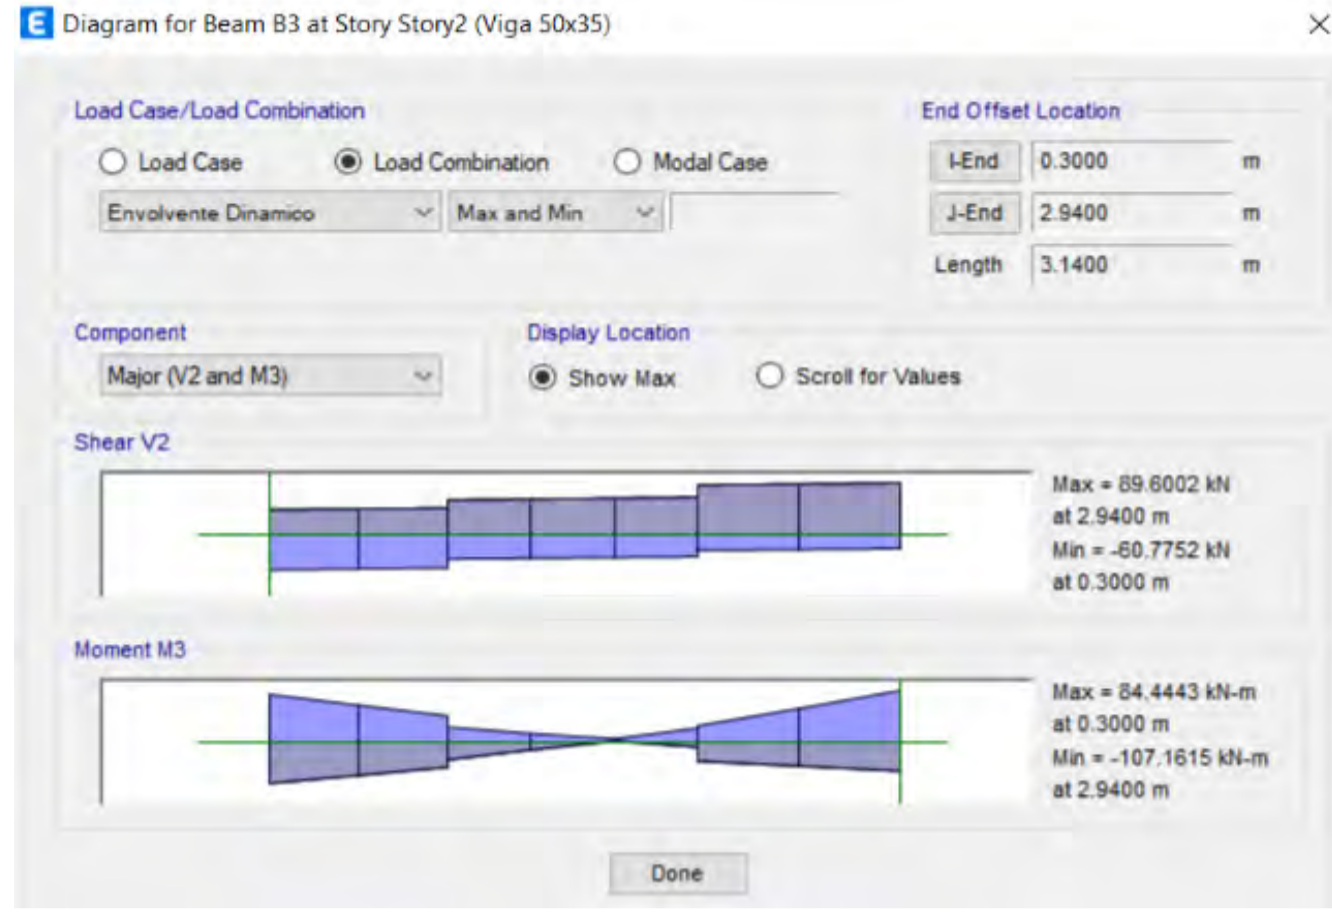 E Diagram for Beam B3 at Story Story2 (Viga 50x35)
Load Case/Load Combination
Load Case Load Combination Modal Case
Envolvente Dinamico Max and Min
End Offset Location
I-End 0.3000 m
J-End 2.9400 m
Length 3.1400 m
Component
Major (V2 and M3)
Display Location
Show Max Scroll for Values
Shear V2
Max = 89.6002 kN
at 2.9400 m
Min = -60.7752 kN
at 0.3000 m
Moment M3
Max = 84.4443 kN-m
at 0.3000 m
Min = -107.1615 kN-m
at 2.9400 m
Done